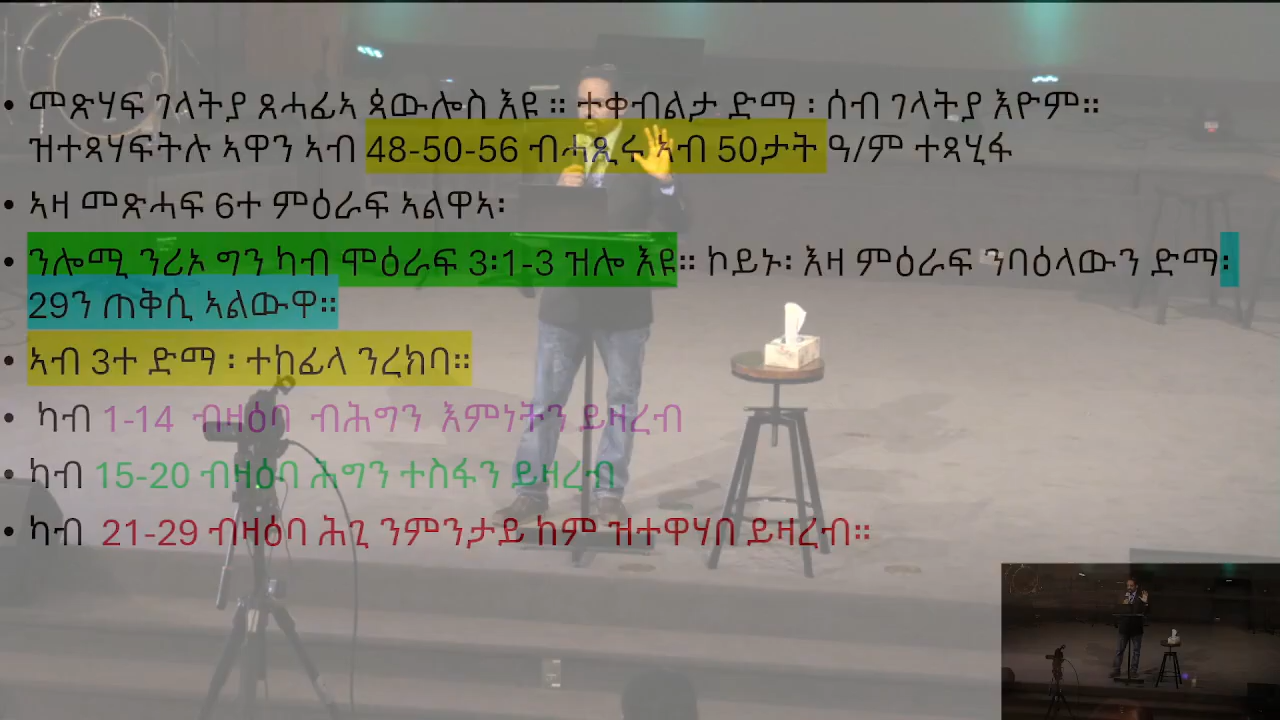 • መጽሃፍ ገላትያ ጸሓፊኣ ጳውሎስ እዩ ። ተቀብልታ ድማ ፡ ሰብ ገላትያ እዮም።
ዝተጻሃፍትሉ ኣዋን ኣብ 48-50-56 ብሓጺሩ ኣብ 50ታት ዓ/ም ተጻሂፋ
• ኣዛ መጽሓፍ 6ተ ምዕራፍ ኣልዋኣ፡
• ንሎሚ ንሪኦ ግን ካብ ሞዕራፍ 3፡1-3 ዝሎ እዩ። ኮይኑ፡ እዛ ምዕራፍ ንባዕላውን ድማ፡
29ን ጠቅሲ ኣልውዋ።
• ኣብ 3ተ ድማ ፡ ተከፊላ ንረክባ።
• ካብ 1-14 ብዛዕባ ብሕግን እምነትን ይዛረብ
• ካብ 15-20 ብዛዕባ ሕግን ተስፋን ይዛረብ
• ካብ 21-29 ብዛዕባ ሕጊ ንምንታይ ከም ዝተዋሃበ ይዛረብ።